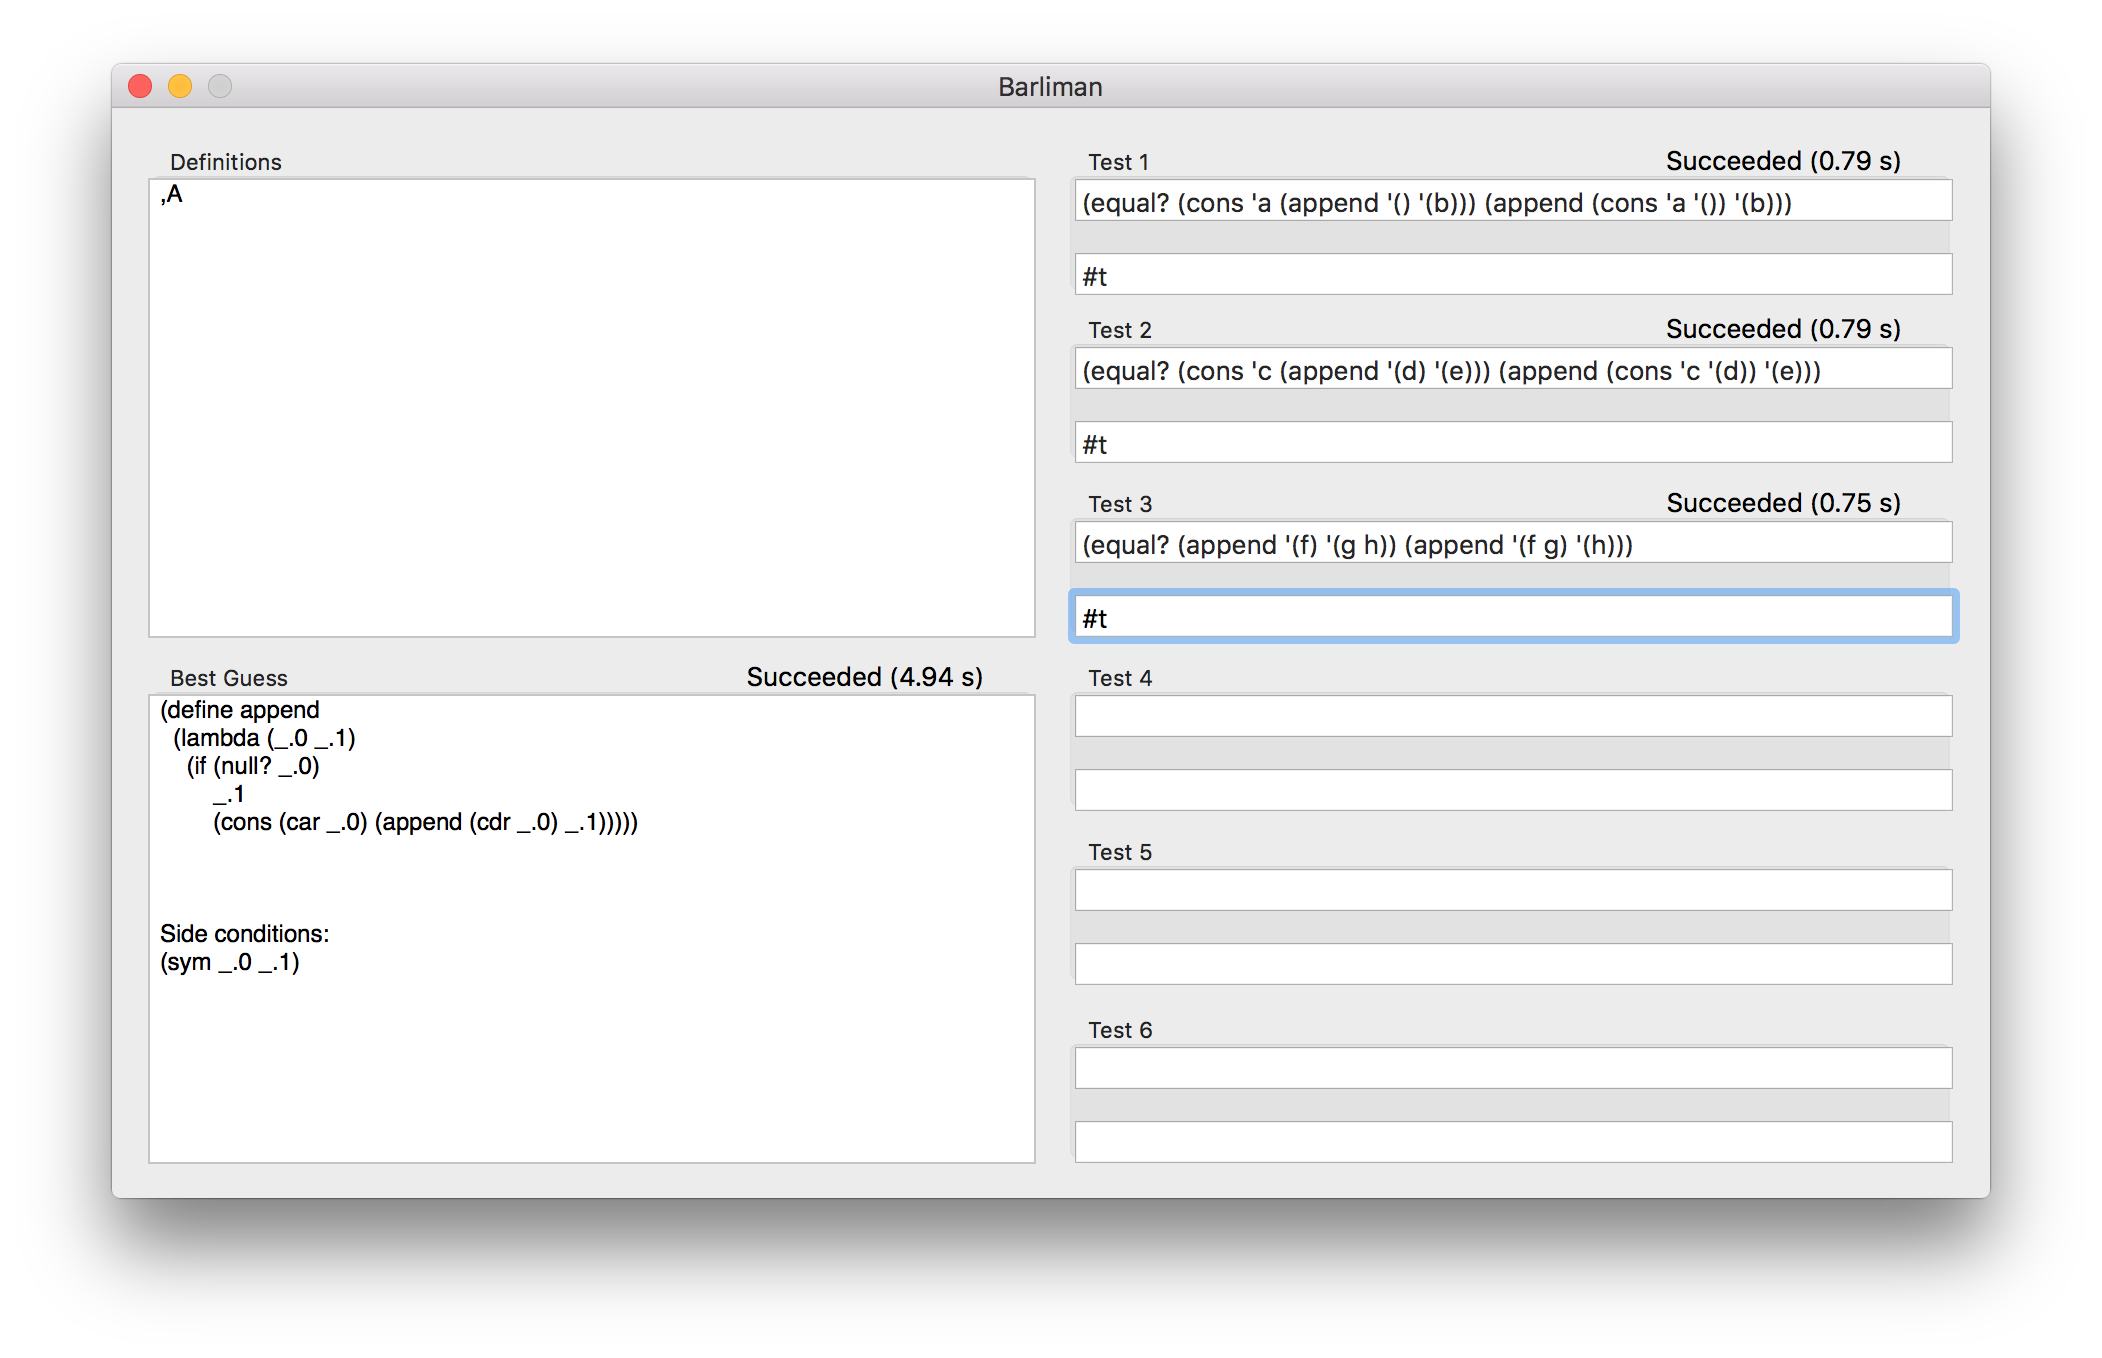 Barliman
Definitions
,A
Best Guess
Succeeded (4.94 s)
(define append
  (lambda (_.0 _.1)
    (if (null? _.0)
        _.1
        (cons (car _.0) (append (cdr _.0) _.1)))))
Side conditions:
(sym _.0 _.1)
Test 1
Succeeded (0.79 s)
(equal? (cons 'a (append '() '(b))) (append (cons 'a '()) '(b)))
#t
Test 2
Succeeded (0.79 s)
(equal? (cons 'c (append '(d) '(e))) (append (cons 'c '(d)) '(e)))
#t
Test 3
Succeeded (0.75 s)
(equal? (append '(f) '(g h)) (append '(f g) '(h)))
#t
Test 4
Test 5
Test 6